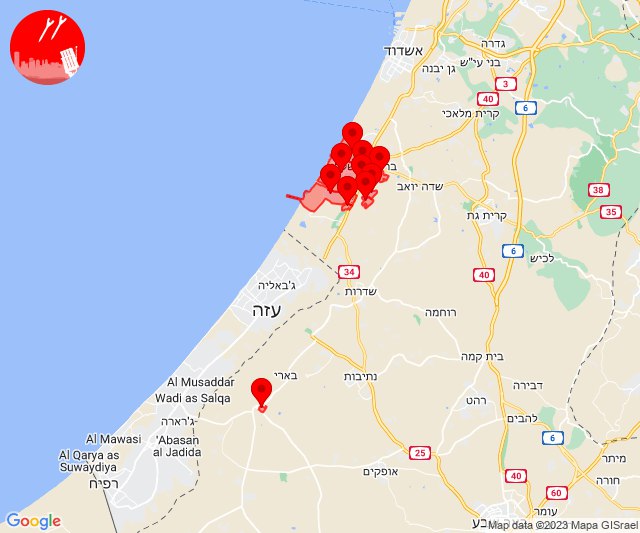 אשדוד
גדרה
בני עי"ש
גן יבנה
3
40
6
קרית מלאכי
שדה יואב
38
35
קרית גת
6
לכיש
34
40
ג'באליה
שדרות
עזה
רוחמה
בית קמה
בארי
נתיבות
דבירה
Al Musaddar
Wadi as Salqa
רהט
להבים
ג'רארה
Al Mawasi
'Abasan
al Jadida
6
25
מיתר
Al Qarya as
Suwaydiya
רפיח
אופקים
40
חורה
60
עומר
Google
Map data ©2023 Mapa GISrael